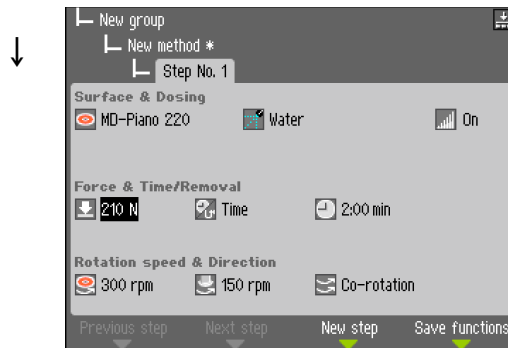 New group
New method *
Step No. 1
Surface & Dosing
MD-Piano 220 Water On
Force & Time/Removal
210 N Time 2:00 min
Rotation speed & Direction
300 rpm 150 rpm Co-rotation
Previous step Next step New step Save functions